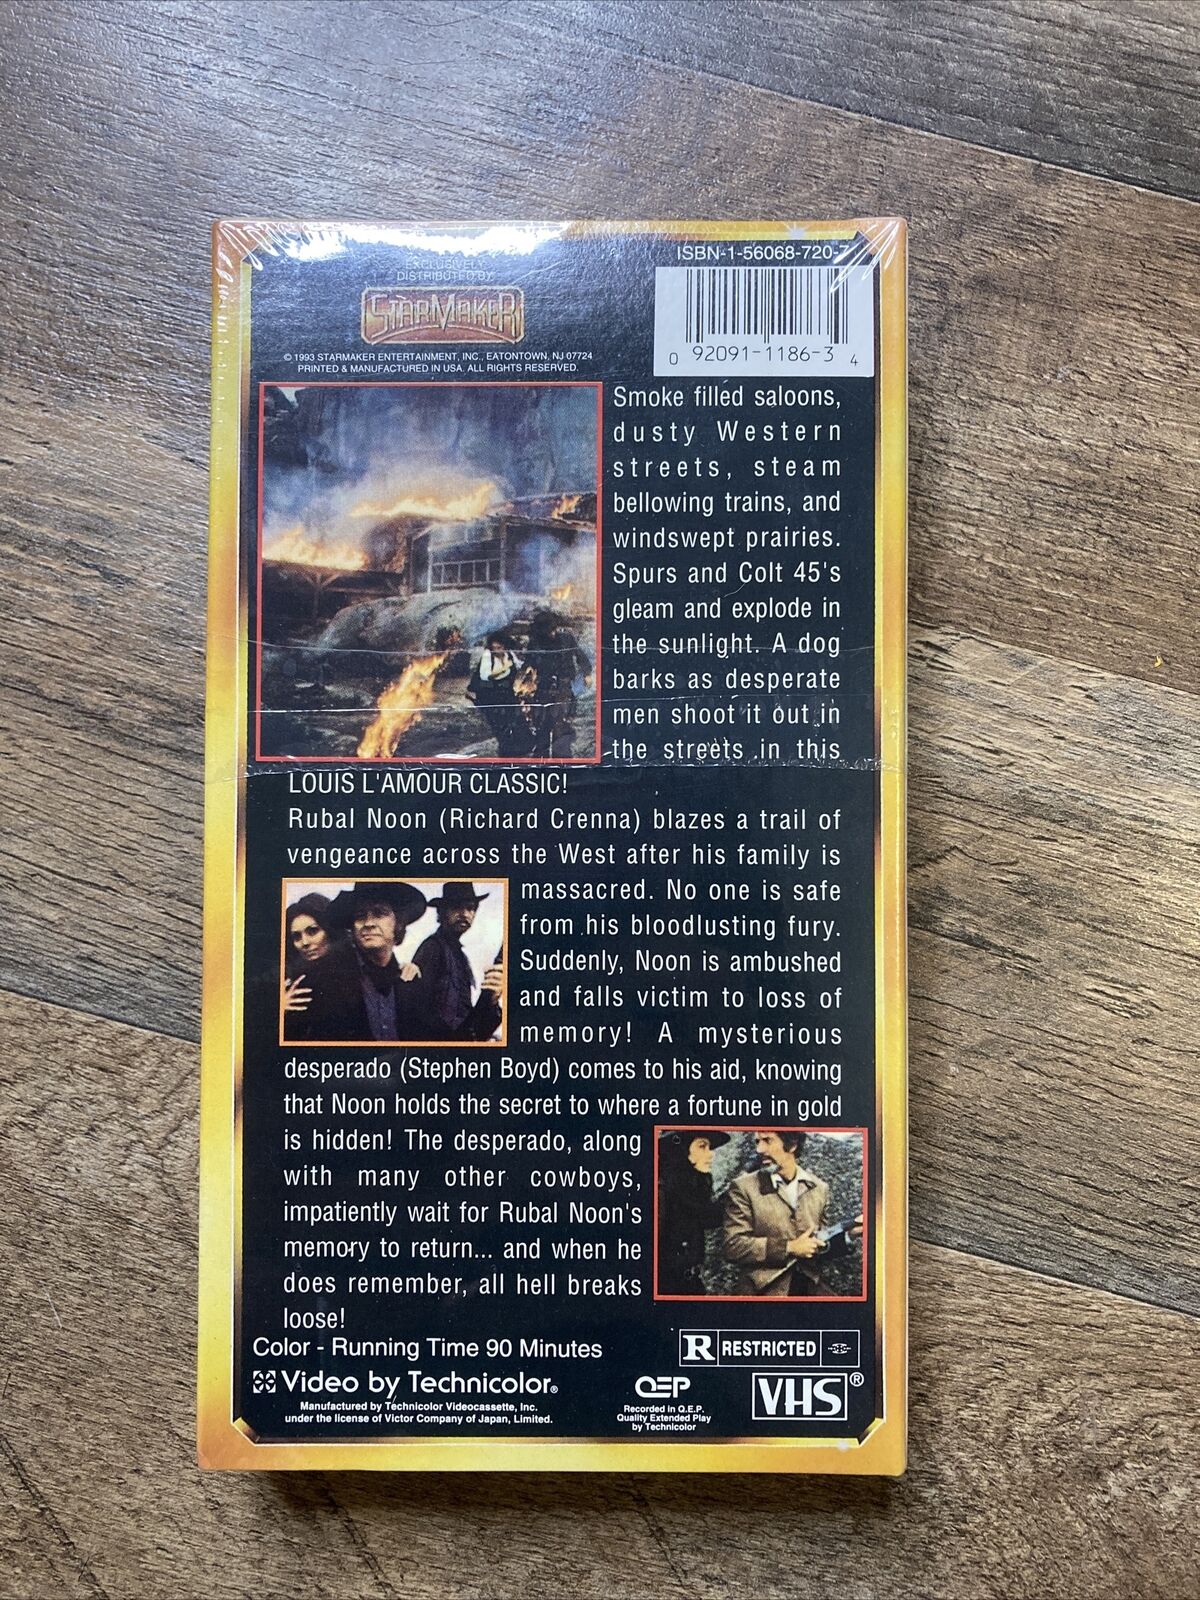 EXCLUSIVELY
DISTRIBUTED BY
STARMAKER
© 1993 STARMAKER ENTERTAINMENT, INC., EATONTOWN, NJ 07724
PRINTED & MANUFACTURED IN USA. ALL RIGHTS RESERVED.
ISBN-1-56068-720-7
0 92091-1186-3 4
Smoke filled saloons,
dusty Western
streets, steam
bellowing trains, and
windswept prairies.
Spurs and Colt 45's
gleam and explode in
the sunlight. A dog
barks as desperate
men shoot it out in
the streets in this
LOUIS L'AMOUR CLASSIC!
Rubal Noon (Richard Crenna) blazes a trail of
vengeance across the West after his family is
massacred. No one is safe
from his bloodlusting fury.
Suddenly, Noon is ambushed
and falls victim to loss of
memory! A mysterious
desperado (Stephen Boyd) comes to his aid, knowing
that Noon holds the secret to where a fortune in gold
is hidden! The desperado, along
with many other cowboys,
impatiently wait for Rubal Noon's
memory to return... and when he
does remember, all hell breaks
loose!
Color - Running Time 90 Minutes
R RESTRICTED
Video by Technicolor®
Manufactured by Technicolor Videocassette, Inc.
under the license of Victor Company of Japan, Limited.
QEP
Recorded in Q.E.P.
Quality Extended Play
by Technicolor
VHS®